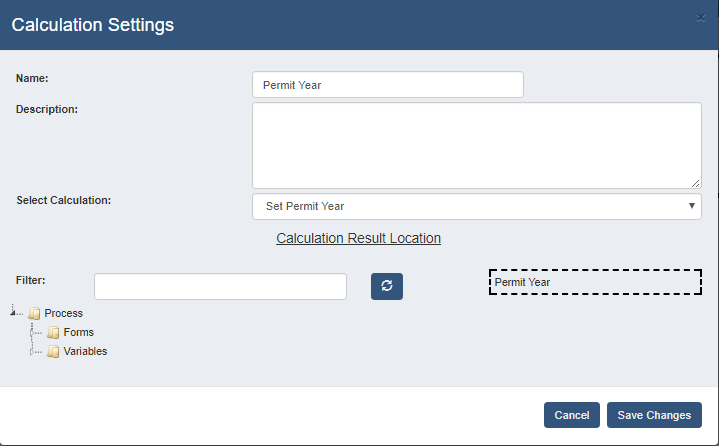 Calculation Settings
×
Name:
Permit Year
Description:
Select Calculation:
Set Permit Year
Calculation Result Location
Filter:
Permit Year
Process
Forms
Variables
Cancel
Save Changes